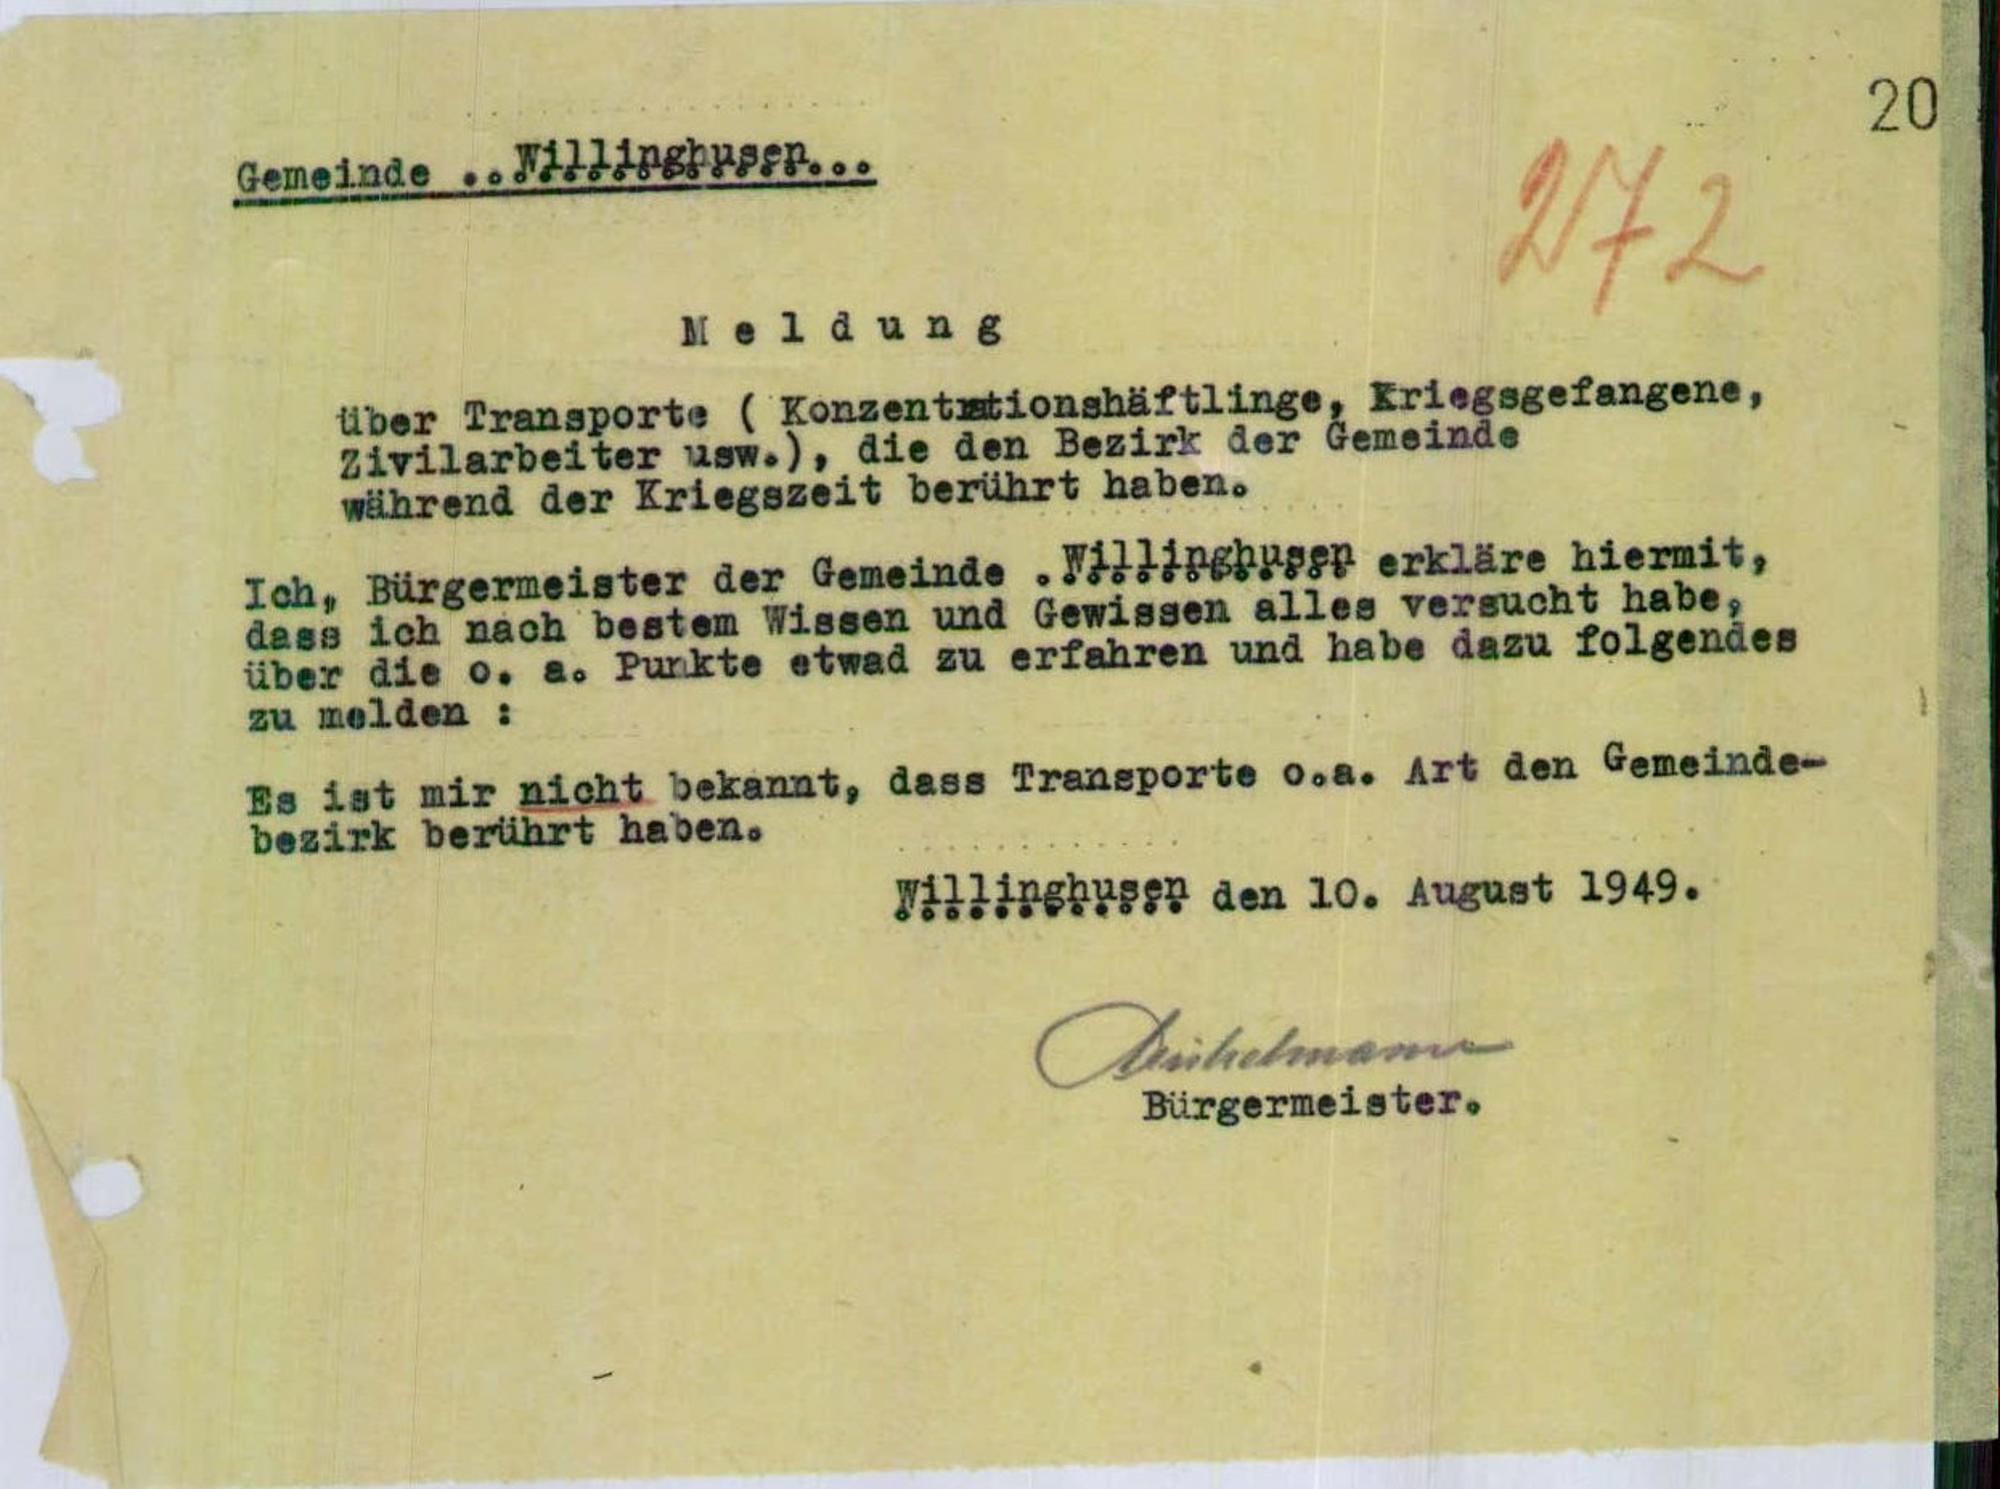 20
272
Gemeinde ..Willinghusen...
Meldung
über Transporte ( Konzentrationshäftlinge, Kriegsgefangene,
Zivilarbeiter usw.), die den Bezirk der Gemeinde
während der Kriegszeit berührt haben.
Ich, Bürgermeister der Gemeinde .Willinghusen erkläre hiermit,
dass ich nach bestem Wissen und Gewissen alles versucht habe,
über die o. a. Punkte etwad zu erfahren und habe dazu folgendes
zu melden :
Es ist mir nicht bekannt, dass Transporte o.a. Art den Gemeinde-
bezirk berührt haben.
Willinghusen den 10. August 1949.
Bürgermeister.